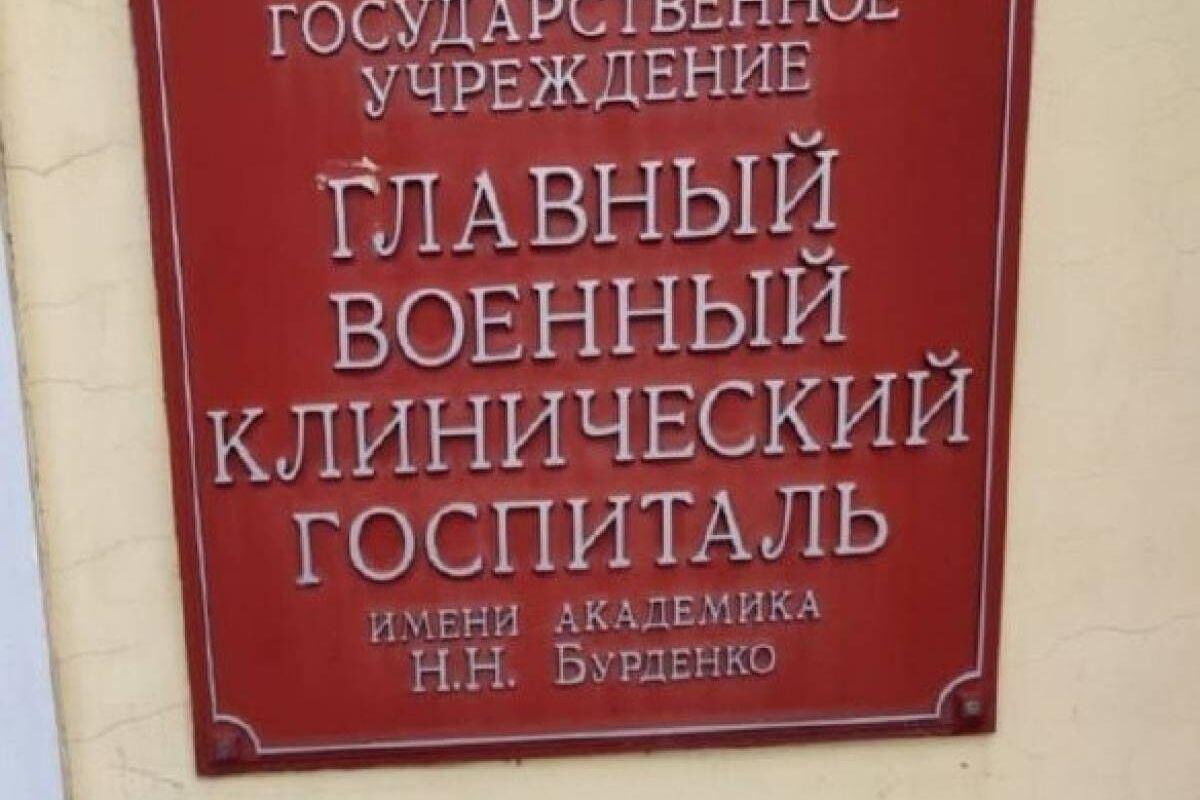 ГОСУДАРСТВЕННОЕ
УЧРЕЖДЕНИЕ
ГЛАВНЫЙ
ВОЕННЫЙ
КЛИНИЧЕСКИЙ
ГОСПИТАЛЬ
ИМЕНИ АКАДЕМИКА
Н.Н. БУРДЕНКО